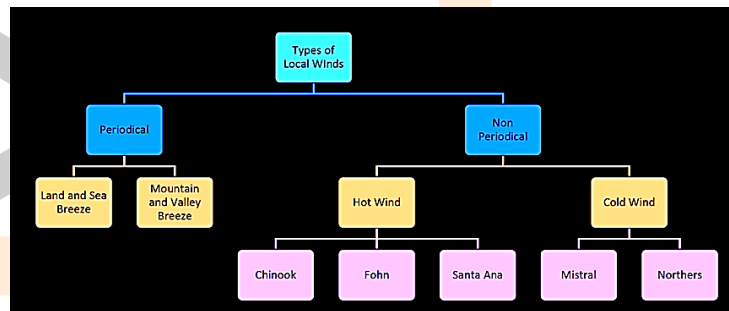 Types of
Local Winds
Periodical
Non
Periodical
Land and Sea
Breeze
Mountain
and Valley
Breeze
Hot Wind
Cold Wind
Chinook
Fohn
Santa Ana
Mistral
Northers